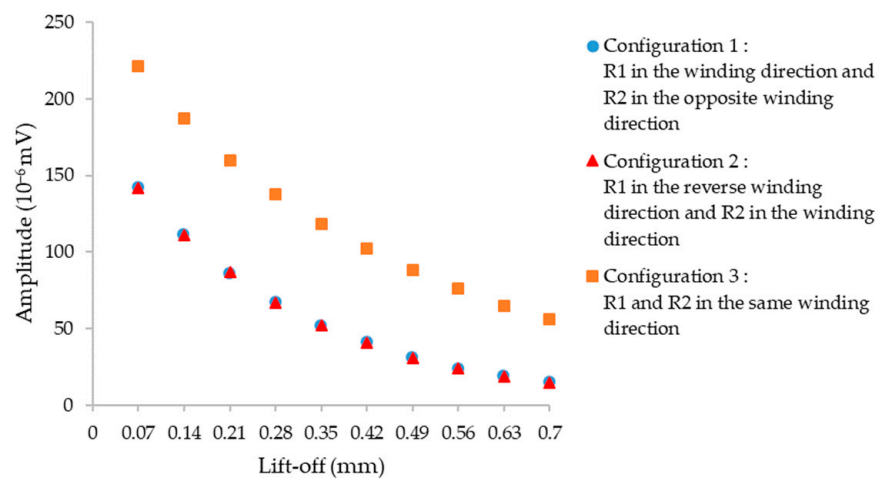 250
200
150
100
50
0
Amplitude (10⁻⁶ mV)
0 0.07 0.14 0.21 0.28 0.35 0.42 0.49 0.56 0.63 0.7
Lift-off (mm)
Configuration 1 :
R1 in the winding direction and
R2 in the opposite winding
direction
Configuration 2 :
R1 in the reverse winding
direction and R2 in the winding
direction
Configuration 3 :
R1 and R2 in the same winding
direction